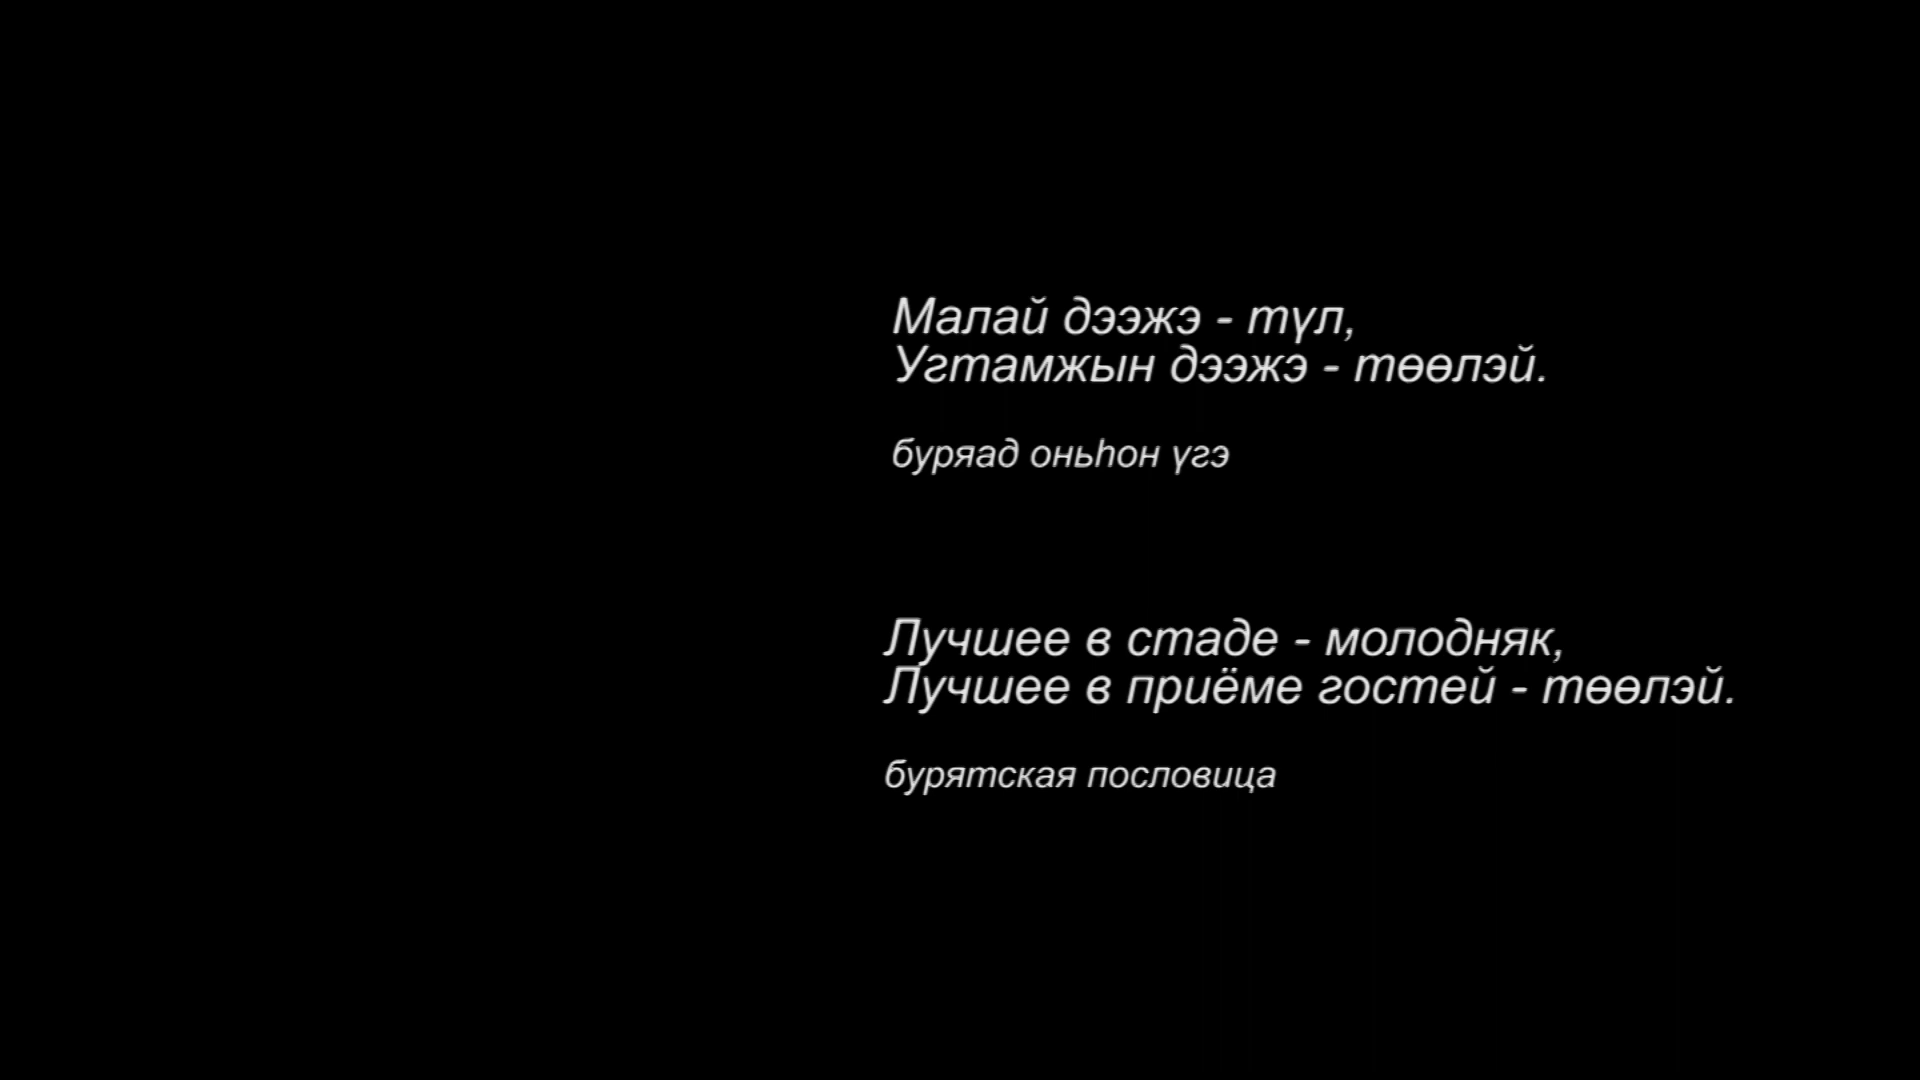 Малай дээжэ - түл,
Угтамжын дээжэ - төөлэй.
буряад оньһон үгэ
Лучшее в стаде - молодняк,
Лучшее в приёме гостей - төөлэй.
бурятская пословица